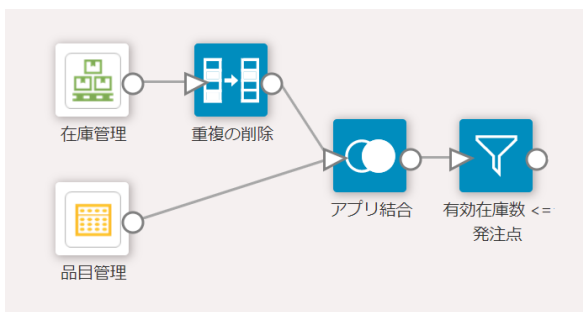 在庫管理
重複の削除
アプリ結合
有効在庫数 <=
発注点
品目管理